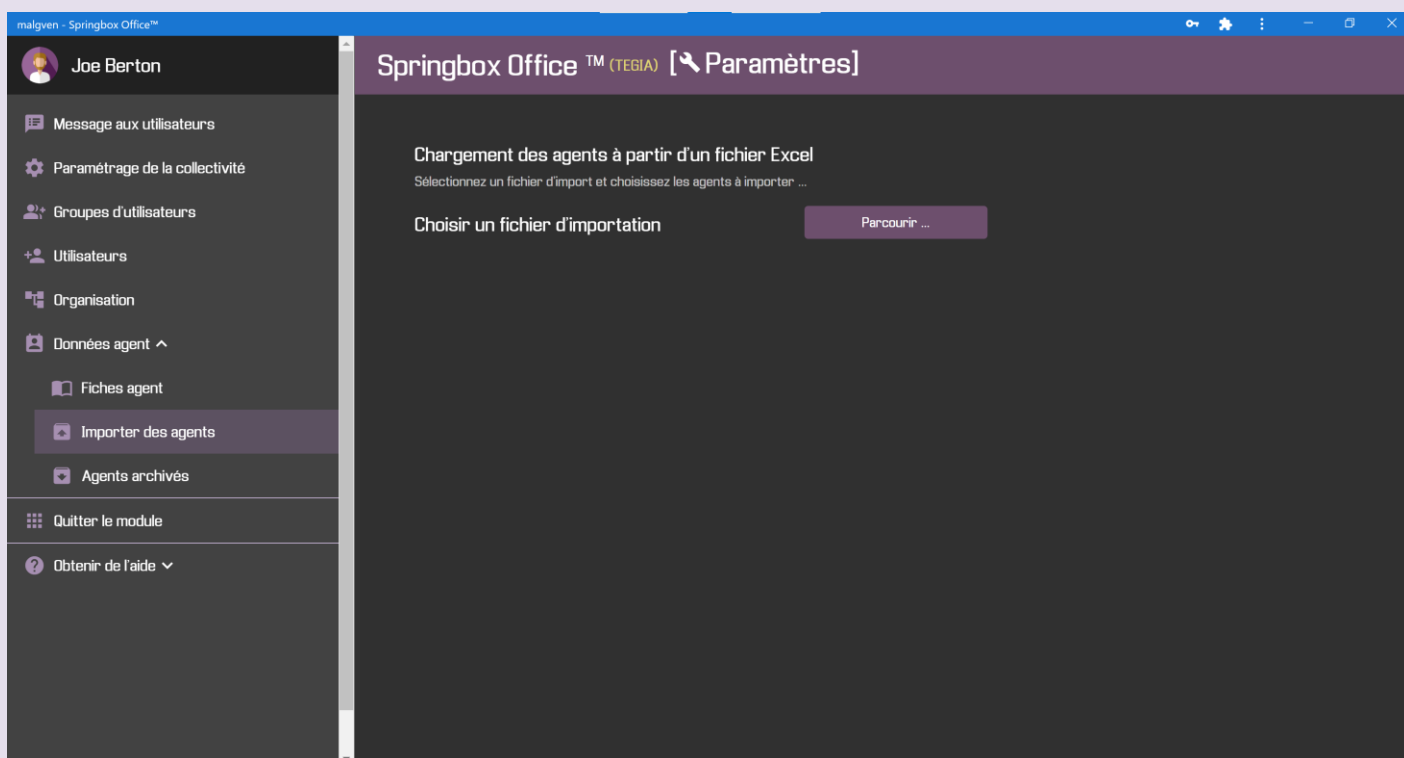 malgven - Springbox Office™
Joe Berton
Springbox Office ™ (TEGIA) [Paramètres]
Message aux utilisateurs
Paramétrage de la collectivité
Groupes d'utilisateurs
Utilisateurs
Organisation
Données agent
Fiches agent
Importer des agents
Agents archivés
Quitter le module
Obtenir de l'aide
Chargement des agents à partir d'un fichier Excel
Sélectionnez un fichier d'import et choisissez les agents à importer ...
Choisir un fichier d'importation
Parcourir ...